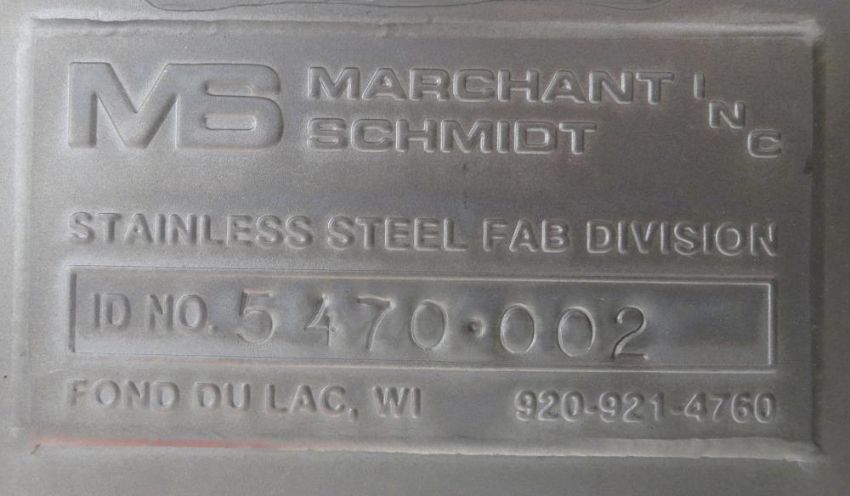 MS MARCHANT INC
SCHMIDT
STAINLESS STEEL FAB DIVISION
ID NO. 5470·002
FOND DU LAC, WI 920-921-4760